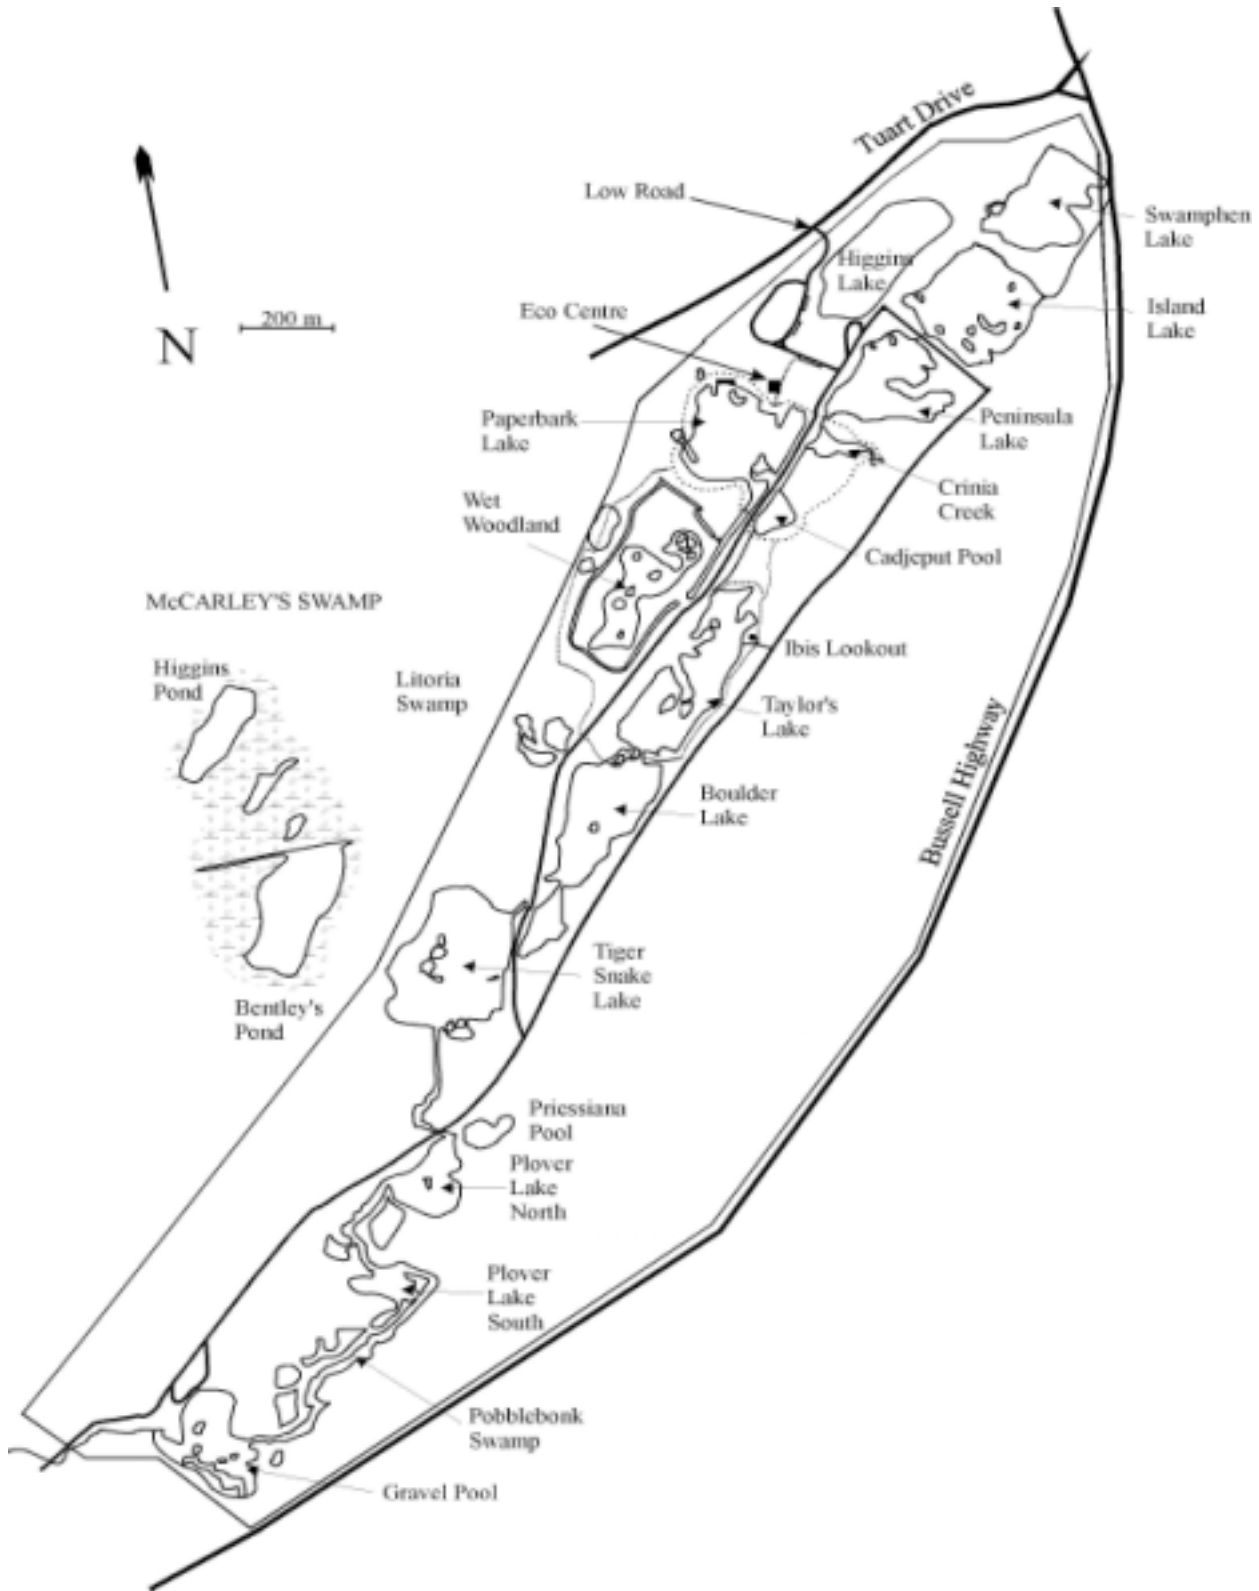 Tuart Drive
Low Road
Swamphen
Lake
Higgins
Lake
Eco Centre
Island
Lake
200 m
N
Paperbark
Lake
Peninsula
Lake
Wet
Woodland
Crinia
Creek
Cadjeput Pool
McCARLEY'S SWAMP
Higgins
Pond
Litoria
Swamp
Ibis Lookout
Taylor's
Lake
Bussell Highway
Boulder
Lake
Tiger
Snake
Lake
Bentley's
Pond
Priessiana
Pool
Plover
Lake
North
Plover
Lake
South
Pobblebonk
Swamp
Gravel Pool